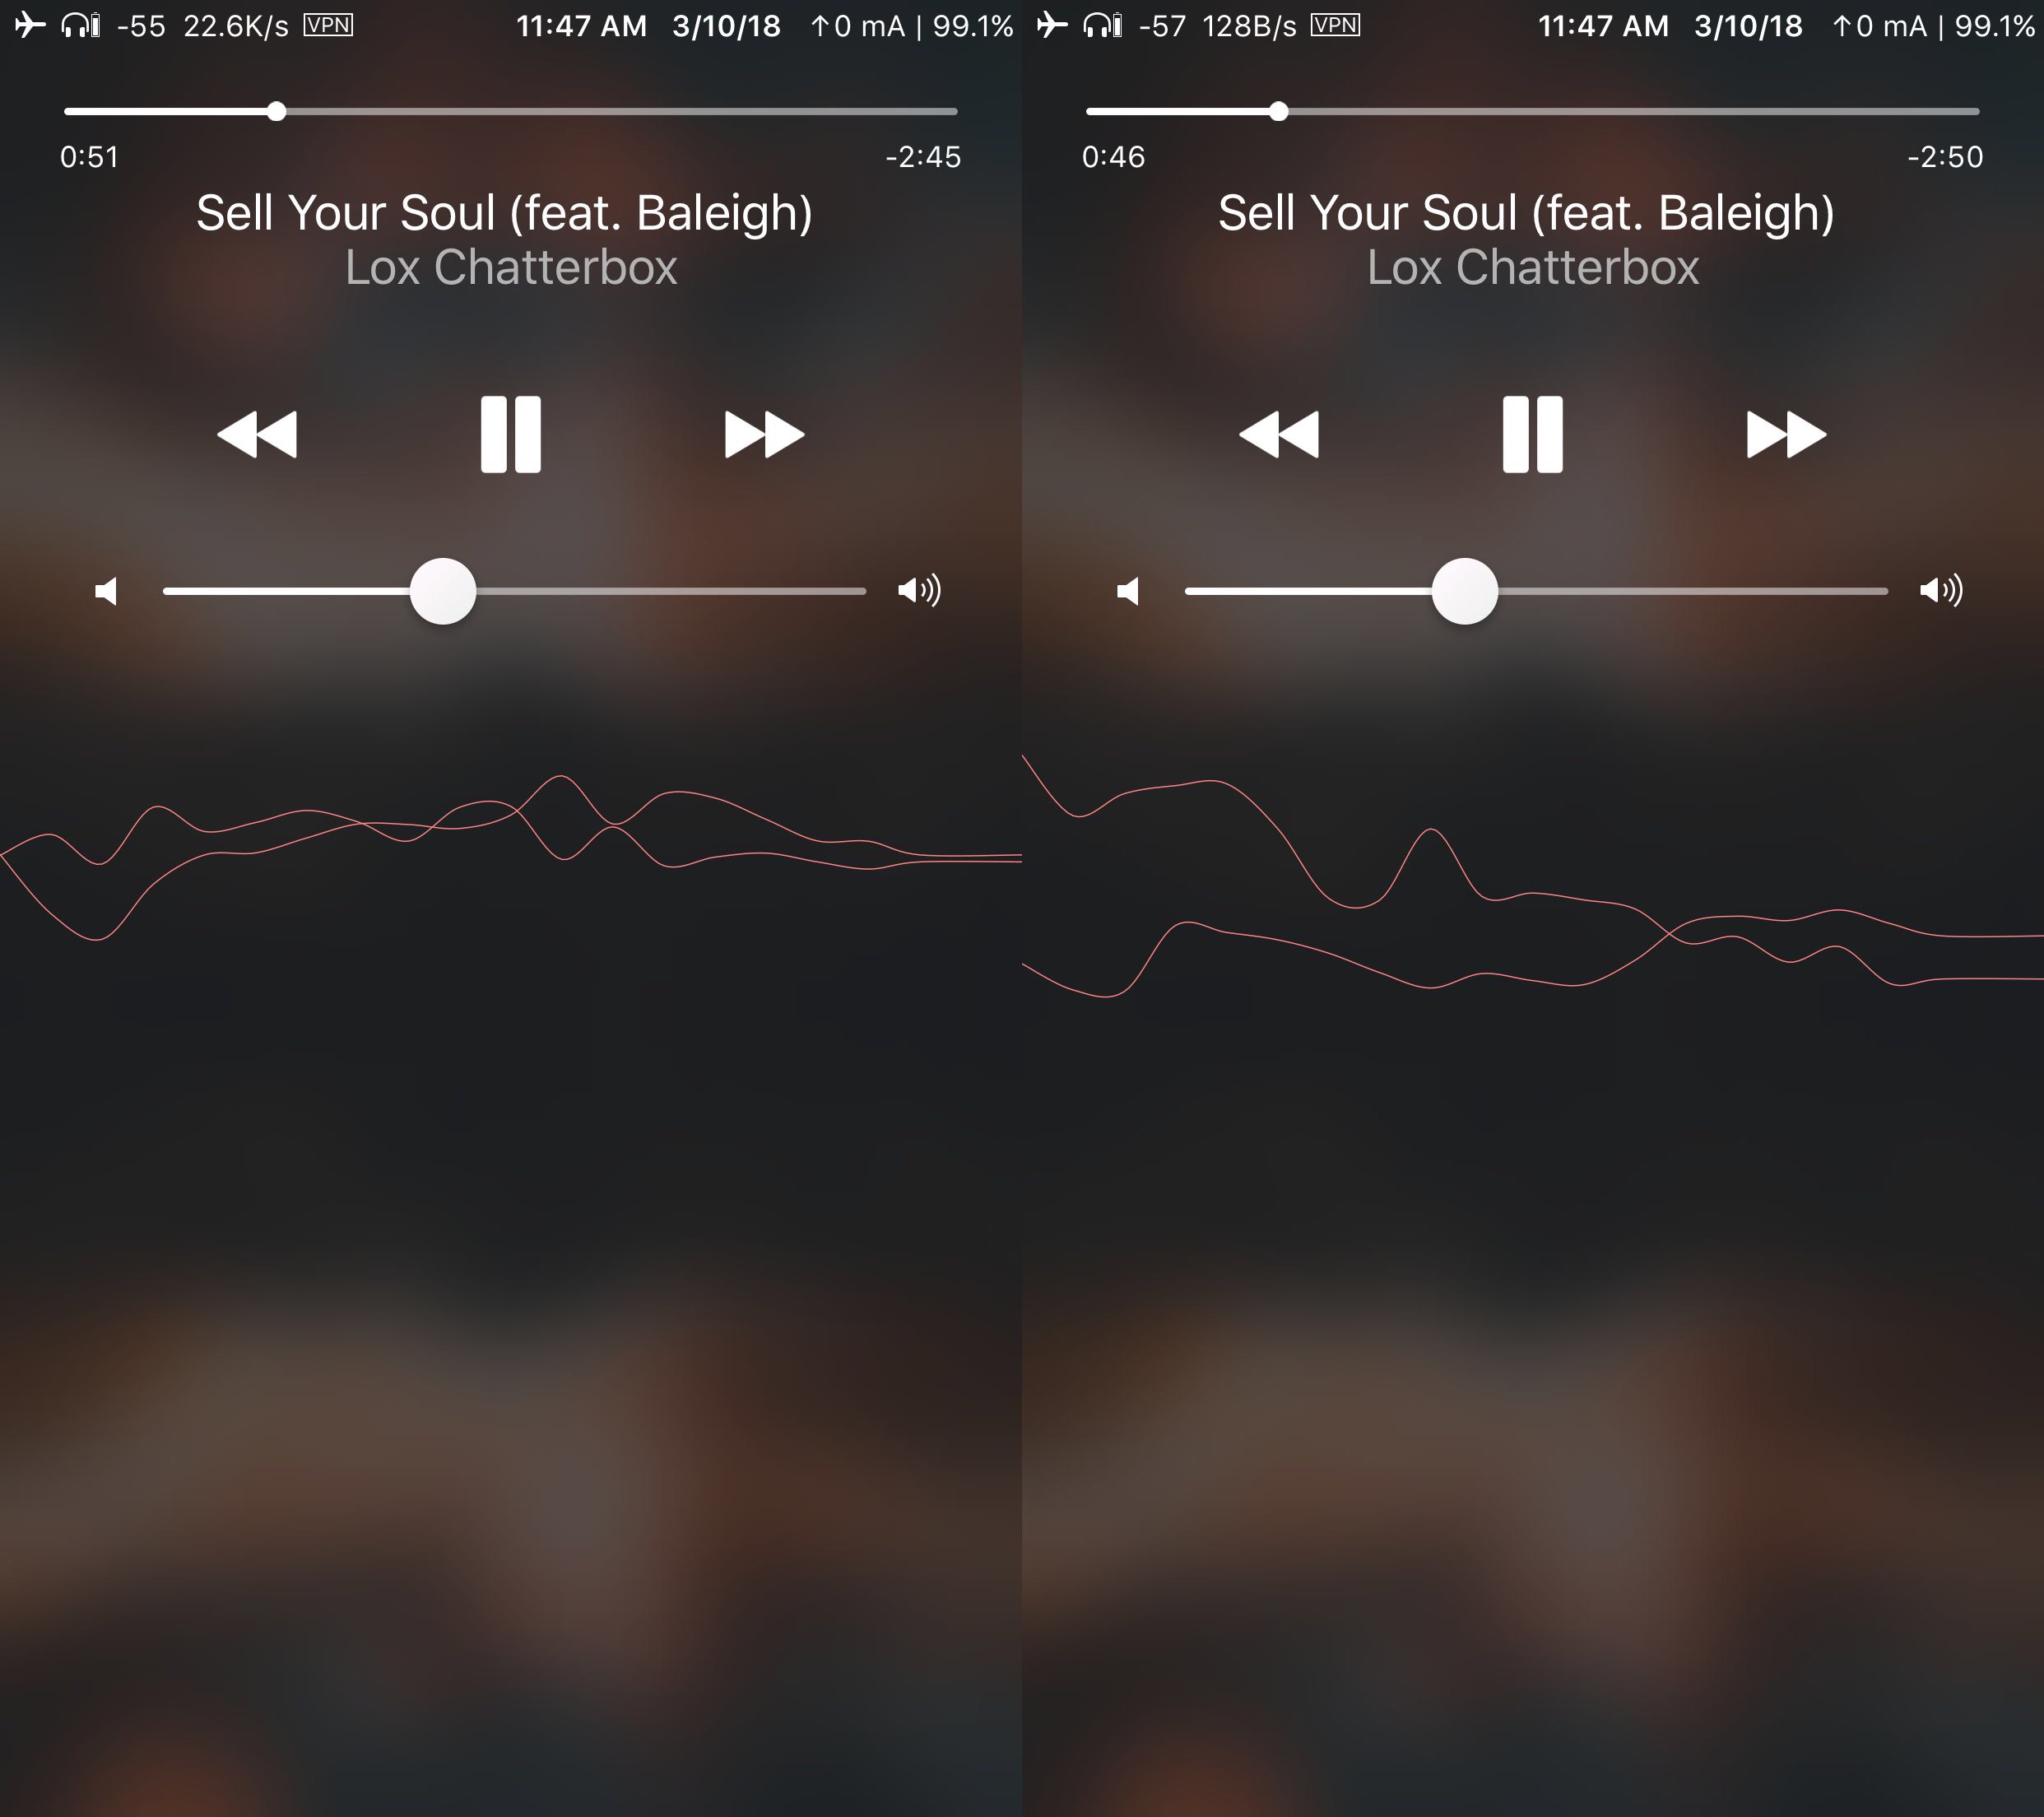 -55 22.6K/s VPN 11:47 AM 3/10/18 ↑0 mA | 99.1%
0:51 -2:45
Sell Your Soul (feat. Baleigh)
Lox Chatterbox
-57 128B/s VPN 11:47 AM 3/10/18 ↑0 mA | 99.1%
0:46 -2:50
Sell Your Soul (feat. Baleigh)
Lox Chatterbox